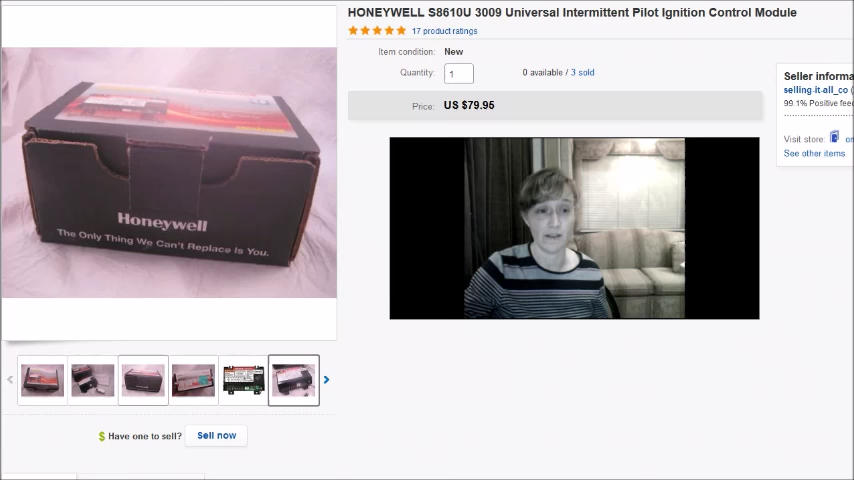 HONEYWELL S8610U 3009 Universal Intermittent Pilot Ignition Control Module
17 product ratings
Item condition: New
Quantity: 1 0 available / 3 sold
Price: US $79.95
Seller informa
selling-it-all_co (
99.1% Positive fee
Visit store: on
See other items
Honeywell
The Only Thing We Can't Replace Is You.
$ Have one to sell? Sell now